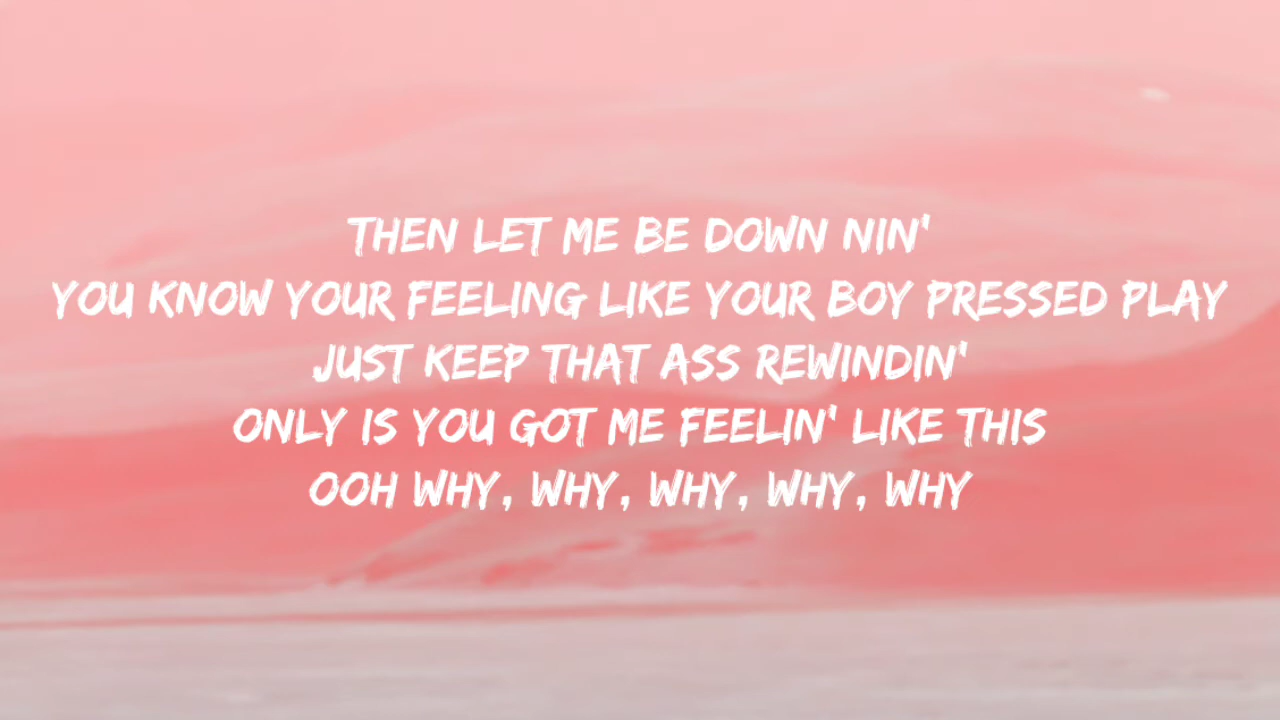 THEN LET ME BE DOWN NIN'
YOU KNOW YOUR FEELING LIKE YOUR BOY PRESSED PLAY
JUST KEEP THAT ASS REWINDIN'
ONLY IS YOU GOT ME FEELIN' LIKE THIS
OOH WHY, WHY, WHY, WHY, WHY